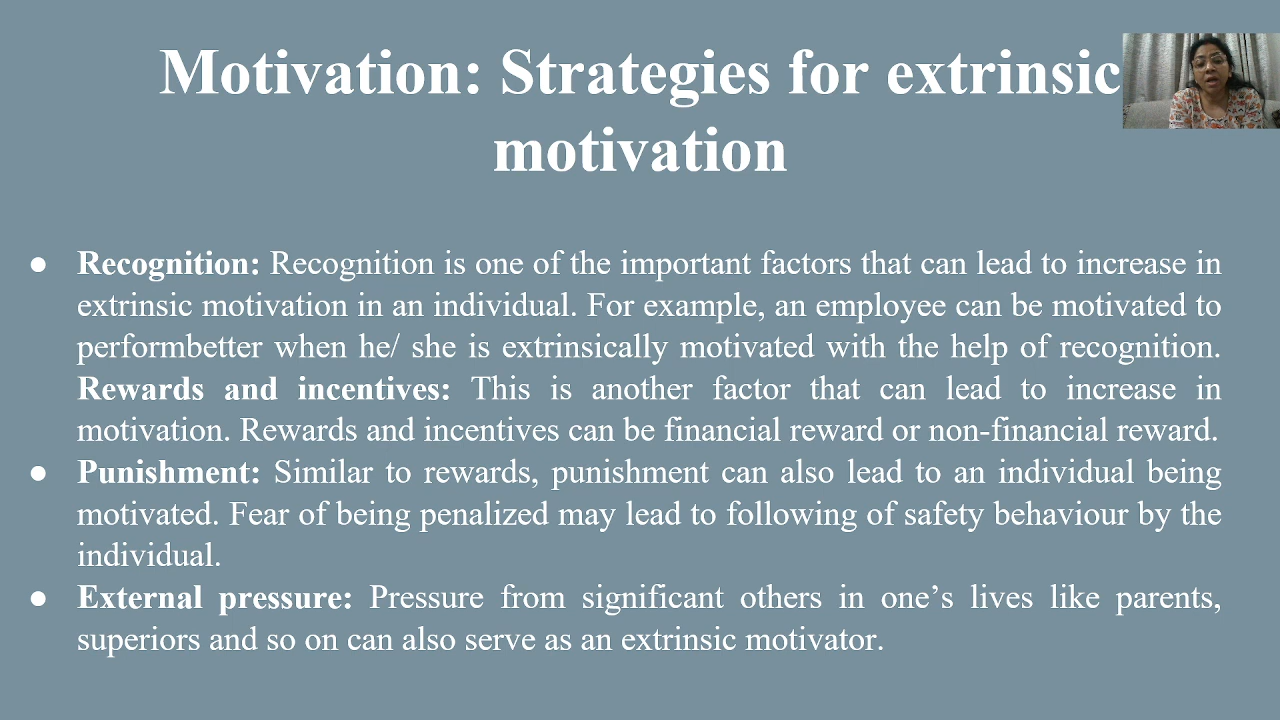 Motivation: Strategies for extrinsic
motivation
● Recognition: Recognition is one of the important factors that can lead to increase in
extrinsic motivation in an individual. For example, an employee can be motivated to
performbetter when he/ she is extrinsically motivated with the help of recognition.
Rewards and incentives: This is another factor that can lead to increase in
motivation. Rewards and incentives can be financial reward or non-financial reward.
● Punishment: Similar to rewards, punishment can also lead to an individual being
motivated. Fear of being penalized may lead to following of safety behaviour by the
individual.
● External pressure: Pressure from significant others in one’s lives like parents,
superiors and so on can also serve as an extrinsic motivator.